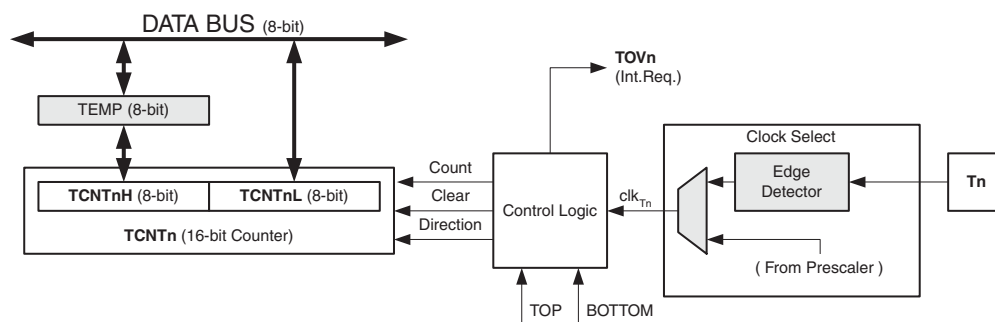 DATA BUS (8-bit)
TOVn
(Int.Req.)
TEMP (8-bit)
Clock Select
Count
Edge
Detector
Tn
TCNTnH (8-bit) TCNTnL (8-bit)
Clear
Control Logic
clkTn
TCNTn (16-bit Counter)
Direction
( From Prescaler )
TOP
BOTTOM